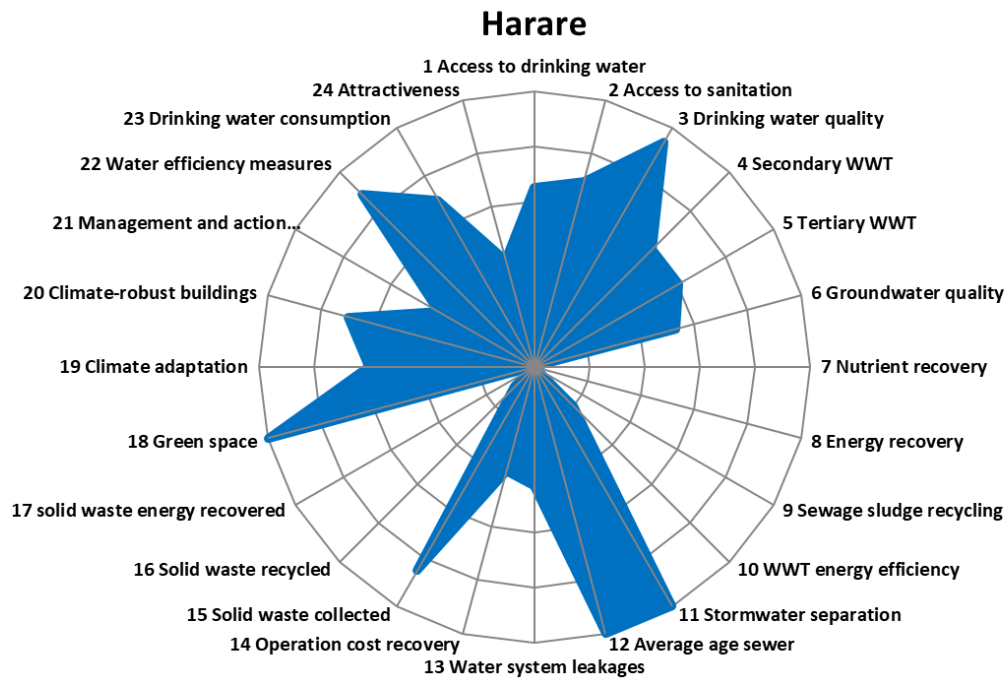 Harare
1 Access to drinking water
2 Access to sanitation
3 Drinking water quality
4 Secondary WWT
5 Tertiary WWT
6 Groundwater quality
7 Nutrient recovery
8 Energy recovery
9 Sewage sludge recycling
10 WWT energy efficiency
11 Stormwater separation
12 Average age sewer
13 Water system leakages
14 Operation cost recovery
15 Solid waste collected
16 Solid waste recycled
17 solid waste energy recovered
18 Green space
19 Climate adaptation
20 Climate-robust buildings
21 Management and action...
22 Water efficiency measures
23 Drinking water consumption
24 Attractiveness